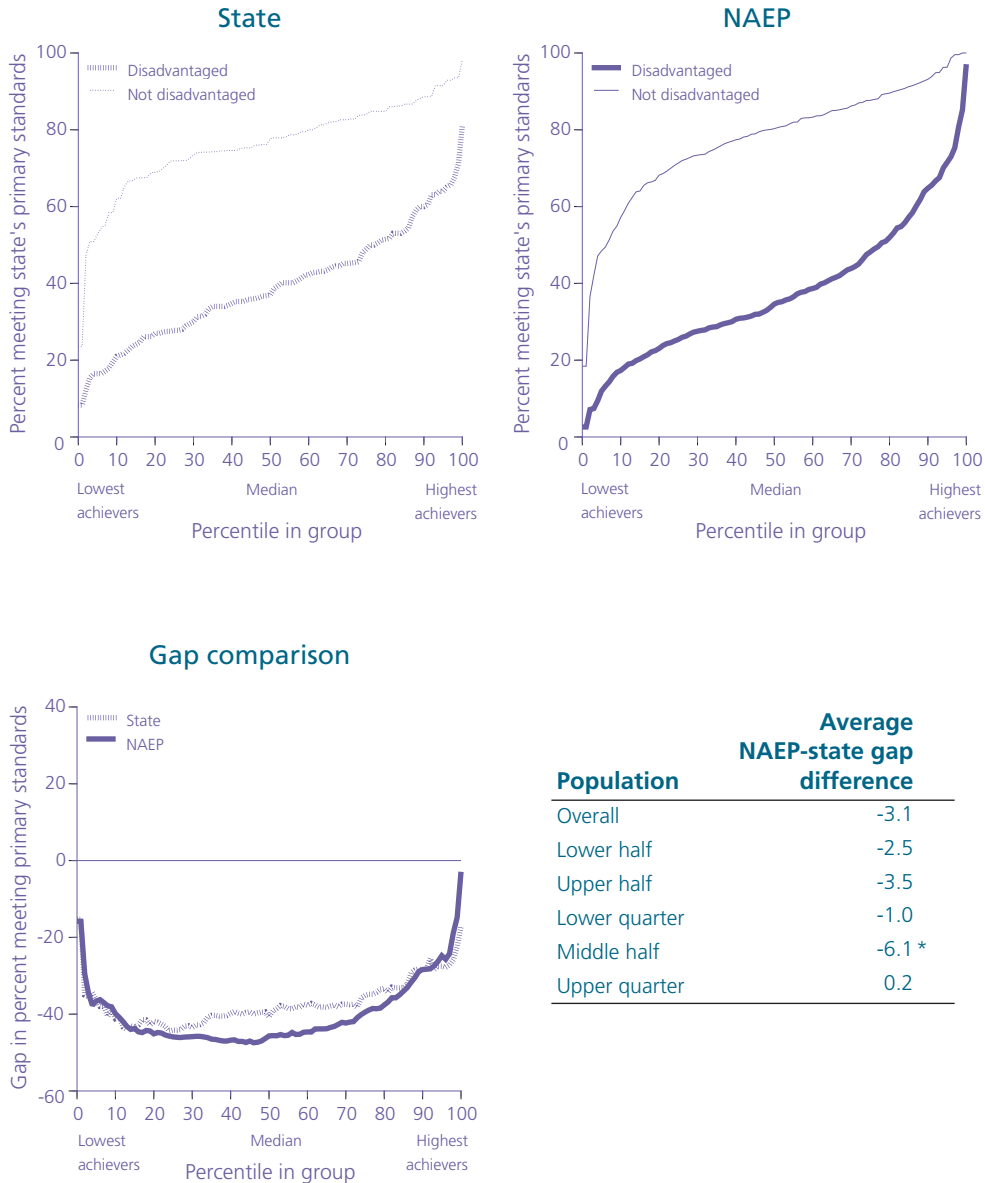 State
Percent meeting state's primary standards
100
80
60
40
20
0
Disadvantaged
Not disadvantaged
0 10 20 30 40 50 60 70 80 90 100
Lowest achievers
Median
Highest achievers
Percentile in group
NAEP
Percent meeting state's primary standards
100
80
60
40
20
0
Disadvantaged
Not disadvantaged
0 10 20 30 40 50 60 70 80 90 100
Lowest achievers
Median
Highest achievers
Percentile in group
Gap comparison
Gap in percent meeting primary standards
40
20
0
-20
-40
-60
State
NAEP
0 10 20 30 40 50 60 70 80 90 100
Lowest achievers
Median
Highest achievers
Percentile in group
Average
NAEP-state gap
Population difference
Overall -3.1
Lower half -2.5
Upper half -3.5
Lower quarter -1.0
Middle half -6.1 *
Upper quarter 0.2